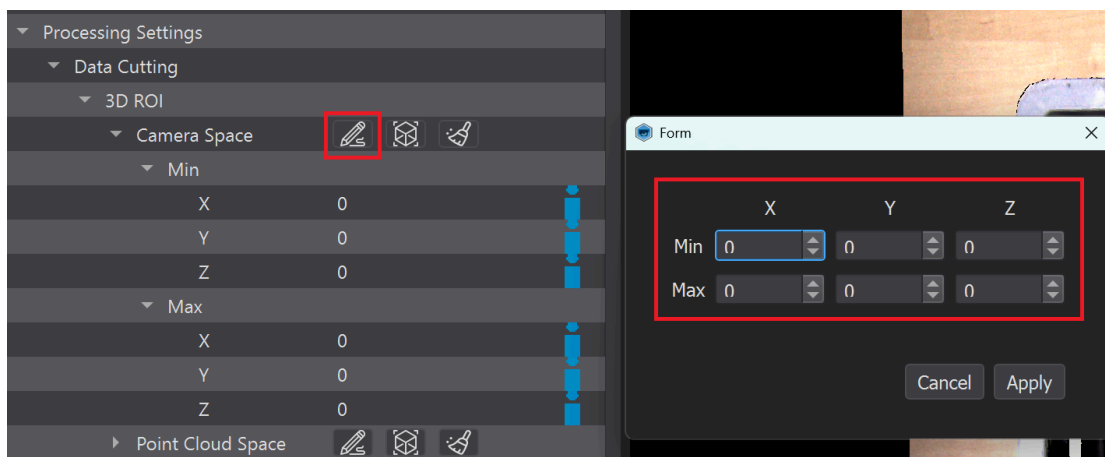 Processing Settings
Data Cutting
3D ROI
Camera Space
Min
X 0
Y 0
Z 0
Max
X 0
Y 0
Z 0
Point Cloud Space
Form
X Y Z
Min 0 0 0
Max 0 0 0
Cancel Apply